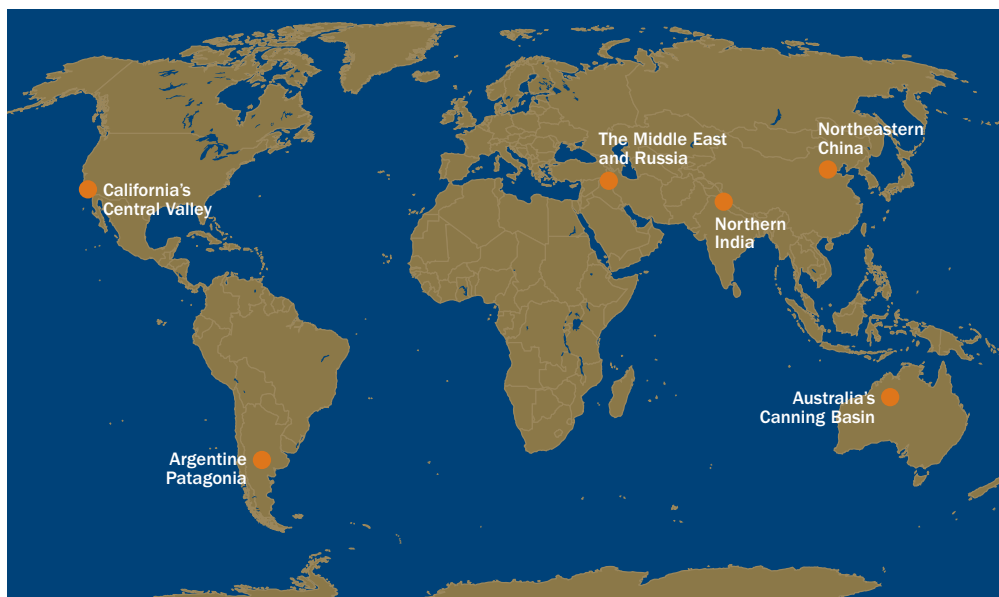 The Middle East
and Russia
Northeastern
China
California's
Central Valley
Northern
India
Australia's
Canning Basin
Argentine
Patagonia